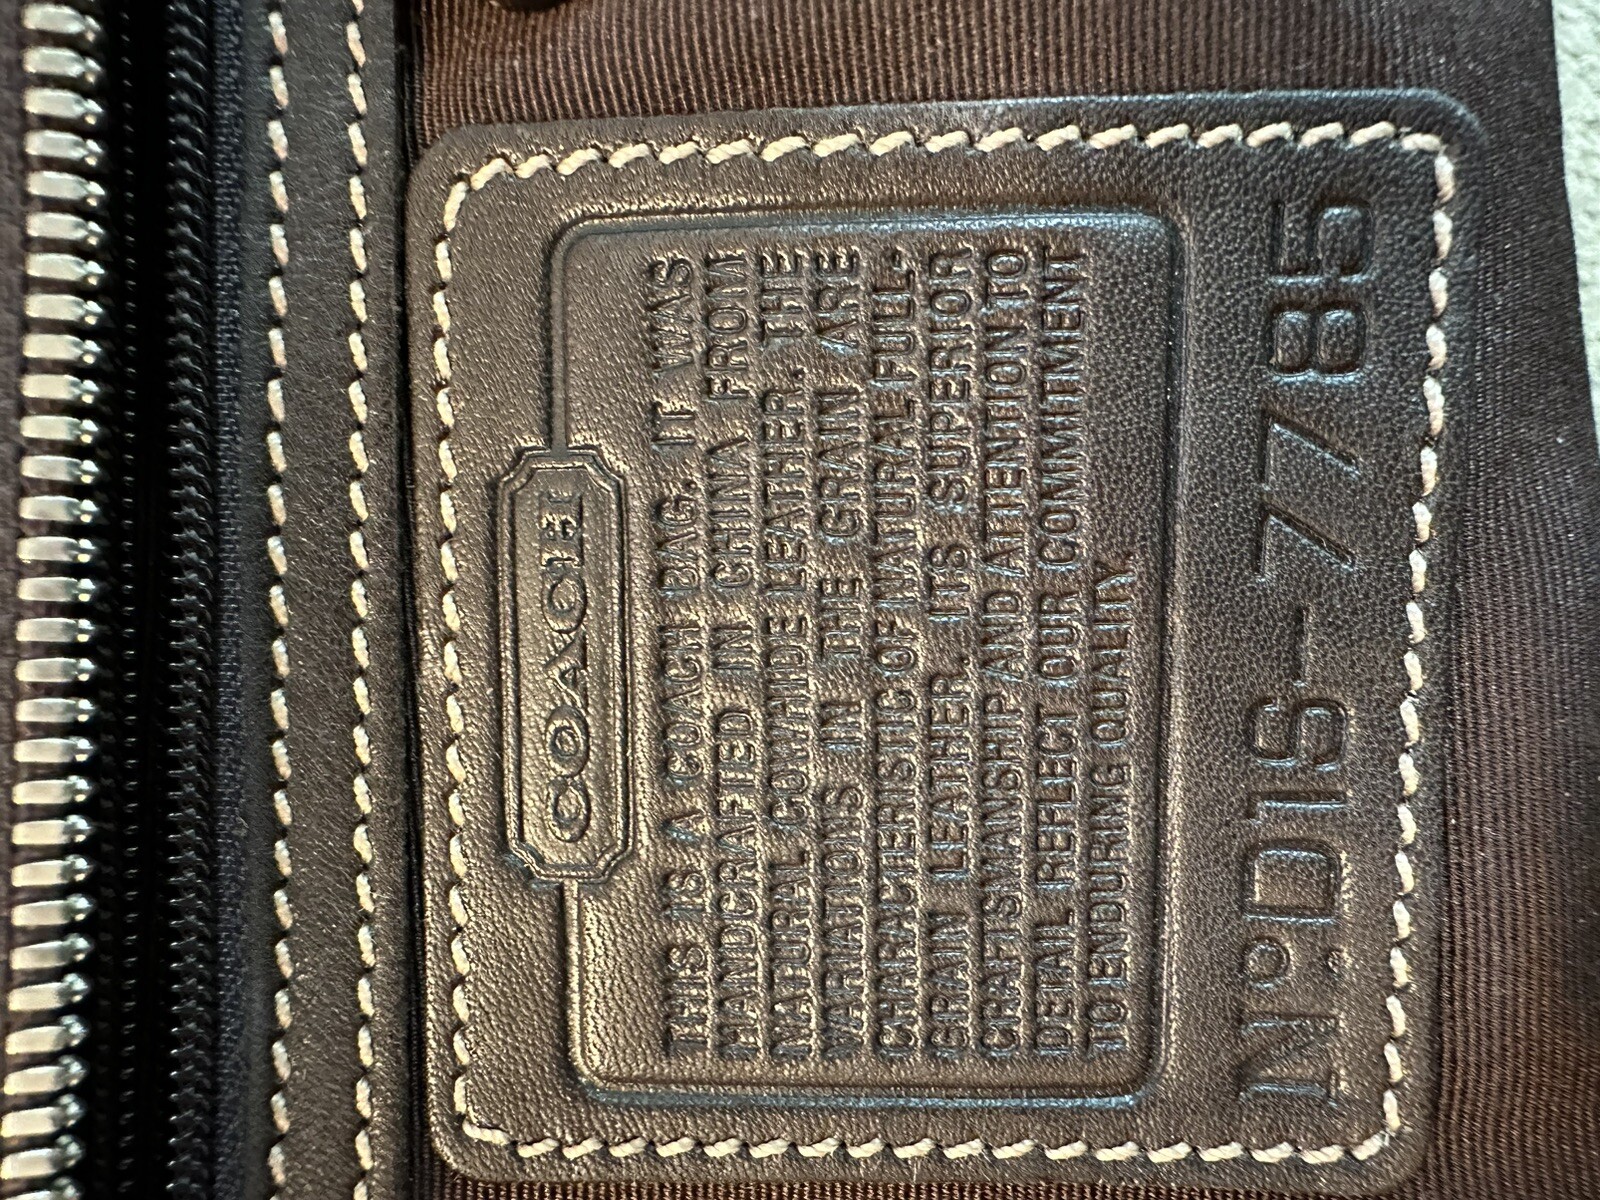 COACH
THIS IS A COACH BAG. IT WAS
HANDCRAFTED IN CHINA FROM
NATURAL COWHIDE LEATHER. THE
VARIATIONS IN THE GRAIN ARE
CHARACTERISTIC OF NATURAL FULL-
GRAIN LEATHER. ITS SUPERIOR
CRAFTSMANSHIP AND ATTENTION TO
DETAIL REFLECT OUR COMMITMENT
TO ENDURING QUALITY.
Nº D1S-7785